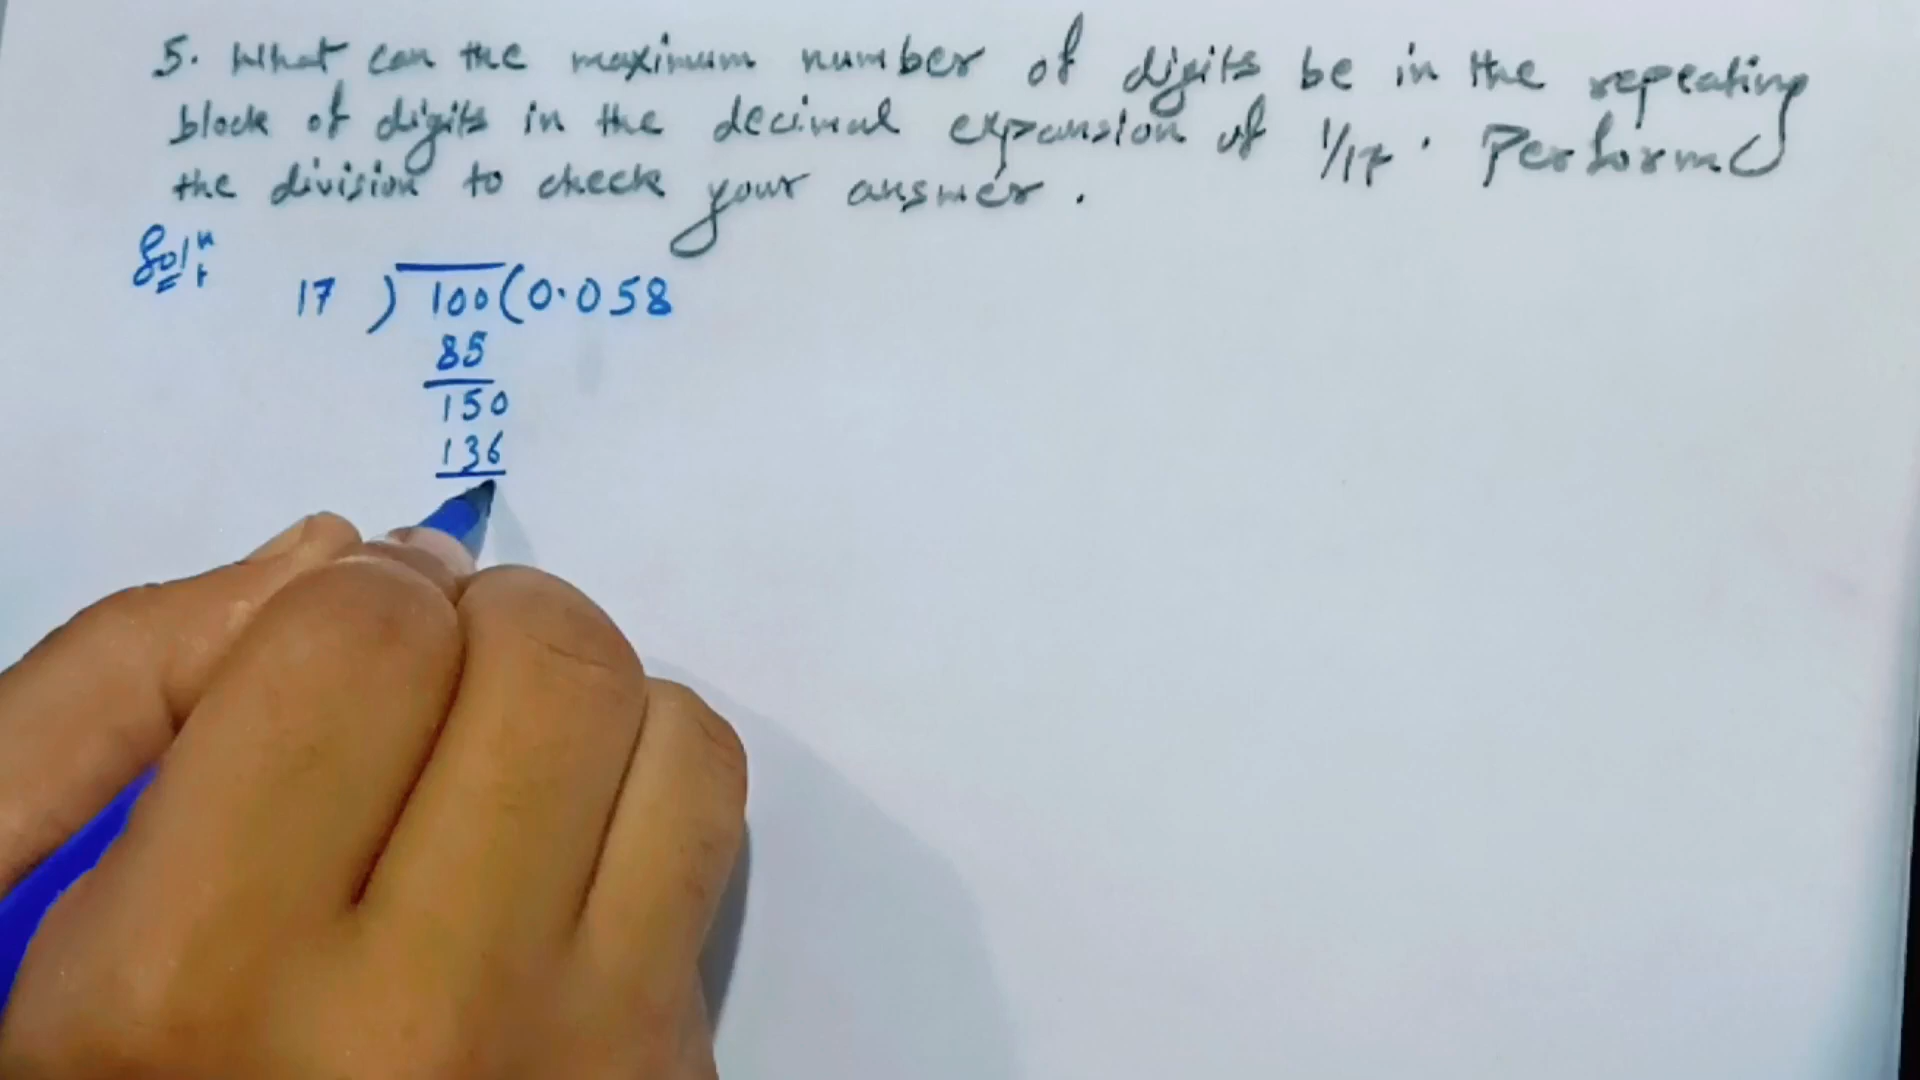 5. What can the maximum number of digits be in the repeating
block of digits in the decimal expansion of 1/17. Perform
the division to check your answer.
Solⁿ
17 ) 100 ( 0.058
85
150
136